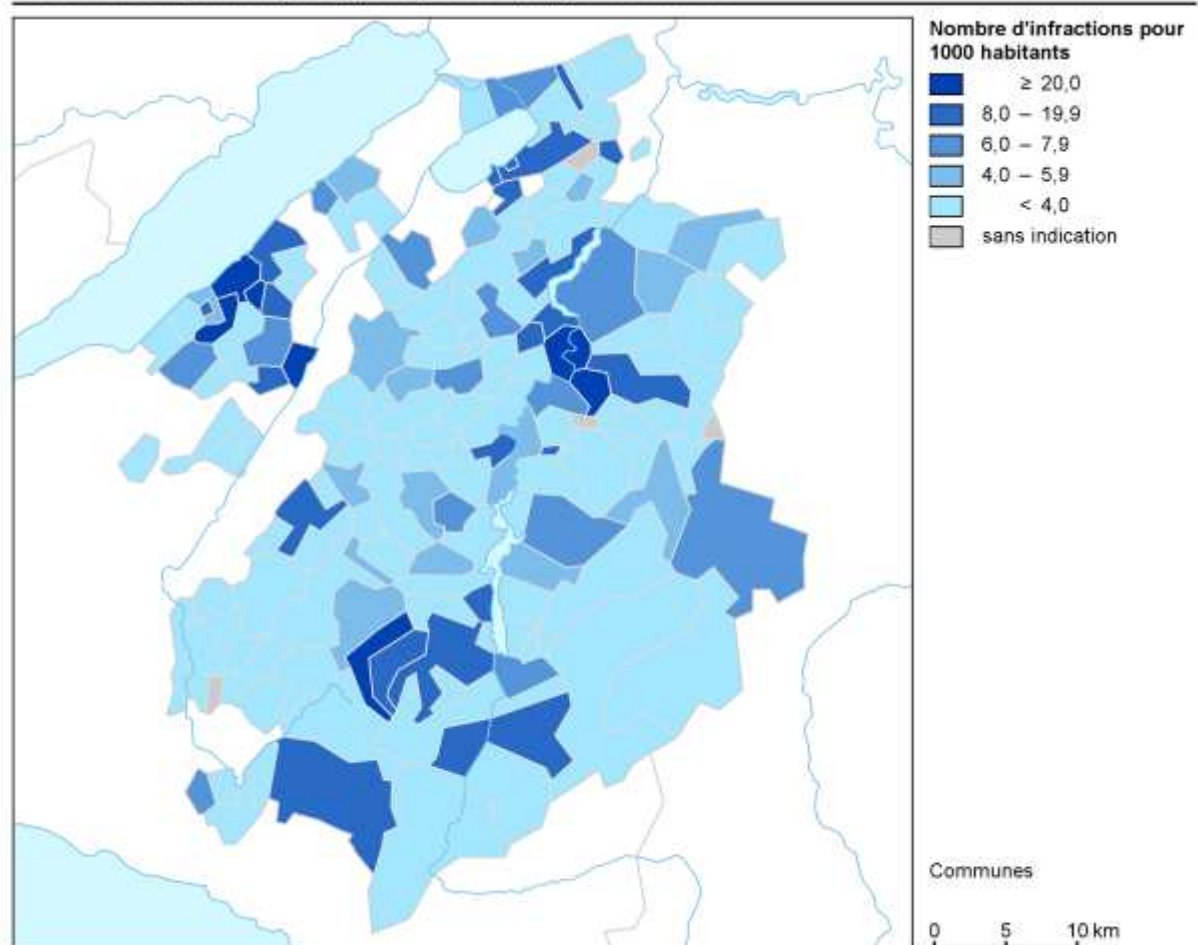 Nombre d'infractions pour
1000 habitants
≥ 20,0
8,0 – 19,9
6,0 – 7,9
4,0 – 5,9
< 4,0
sans indication
Communes
0 5 10 km